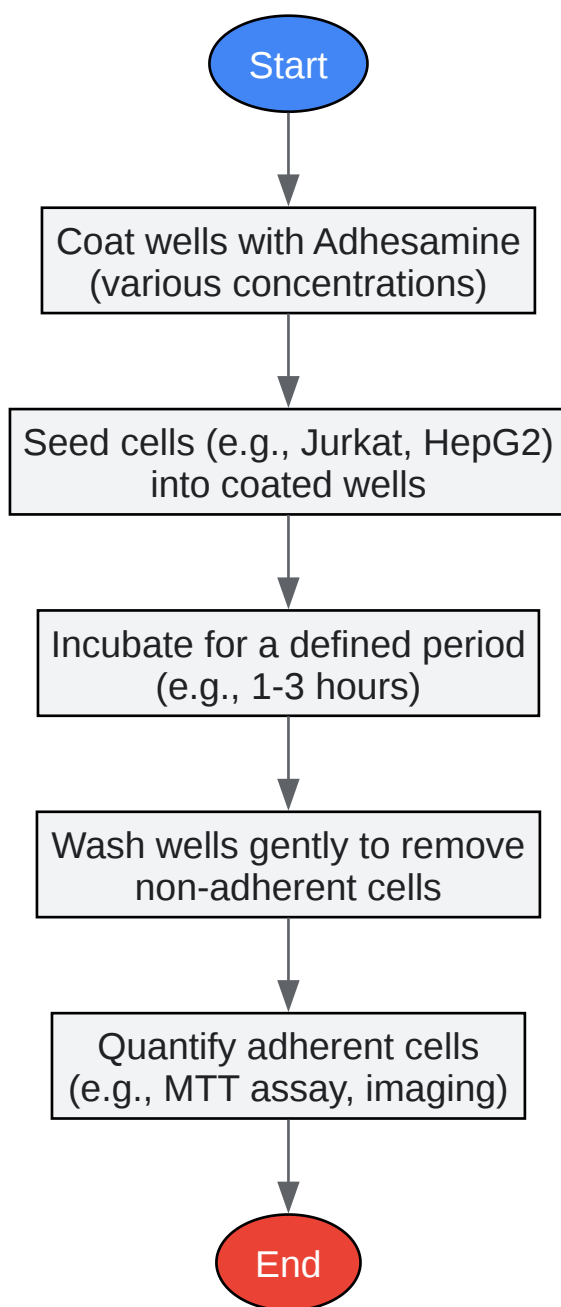 Start
Coat wells with Adhesamine
(various concentrations)
Seed cells (e.g., Jurkat, HepG2)
into coated wells
Incubate for a defined period
(e.g., 1-3 hours)
Wash wells gently to remove
non-adherent cells
Quantify adherent cells
(e.g., MTT assay, imaging)
End